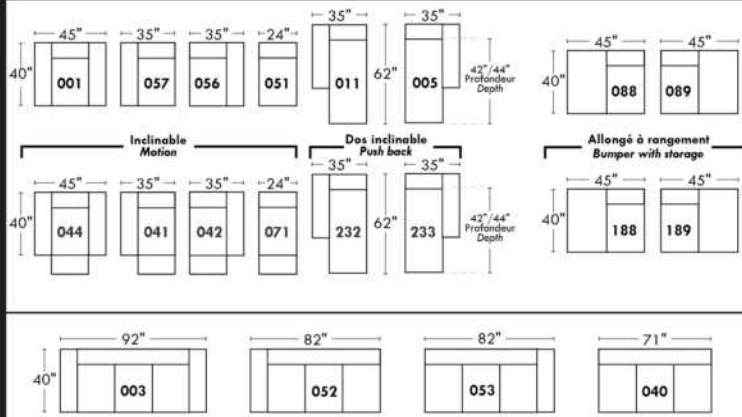 45" 35" 35" 24" 35" 35" 45" 45"
40" 001 057 056 051 011 62" 005 42"/44" Profondeur Depth 40" 088 089
Inclinable
Motion
Dos inclinable
Push back
Allongé à rangement
Bumper with storage
45" 35" 35" 24" 35" 35" 45" 45"
40" 044 041 042 071 232 62" 233 42"/44" Profondeur Depth 40" 188 189
92" 82" 82" 71"
40" 003 052 053 040